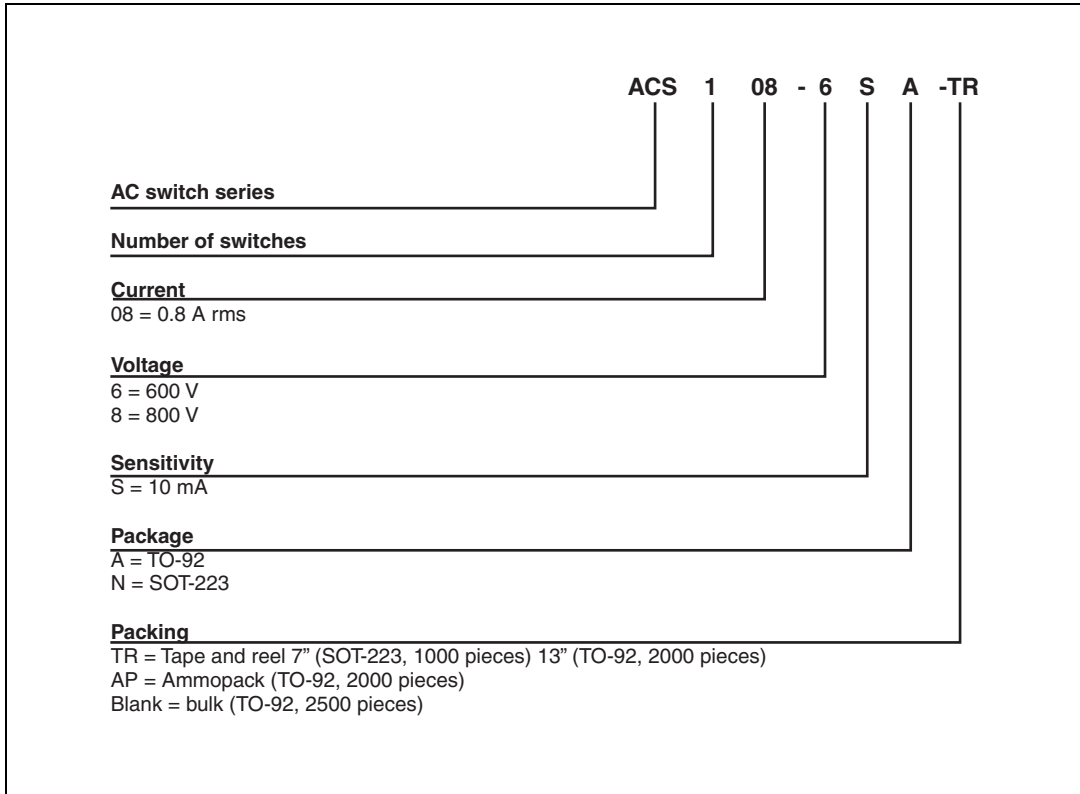 ACS 1 08 - 6 S A -TR
AC switch series
Number of switches
Current
08 = 0.8 A rms
Voltage
6 = 600 V
8 = 800 V
Sensitivity
S = 10 mA
Package
A = TO-92
N = SOT-223
Packing
TR = Tape and reel 7” (SOT-223, 1000 pieces) 13” (TO-92, 2000 pieces)
AP = Ammopack (TO-92, 2000 pieces)
Blank = bulk (TO-92, 2500 pieces)